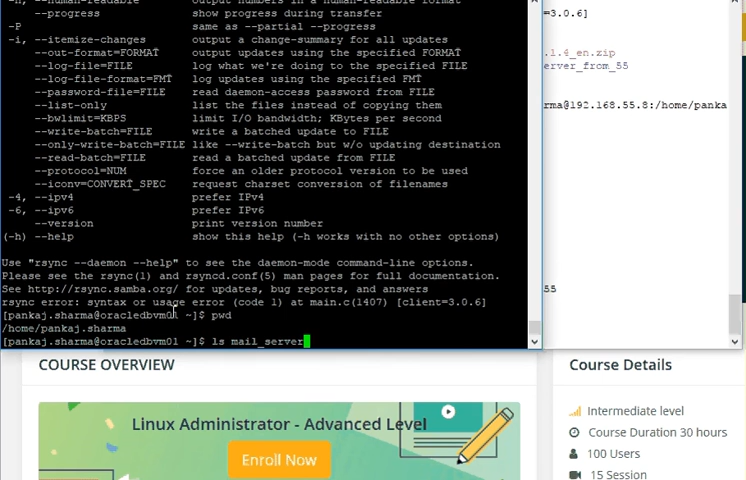 -h, --human-readable        output numbers in a human-readable format
--progress              show progress during transfer
-P                          same as --partial --progress
-i, --itemize-changes       output a change-summary for all updates
--out-format=FORMAT     output updates using the specified FORMAT
--log-file=FILE         log what we're doing to the specified FILE
--log-file-format=FMT   log updates using the specified FMT
--password-file=FILE    read daemon-access password from FILE
--list-only             list the files instead of copying them
--bwlimit=KBPS          limit I/O bandwidth; KBytes per second
--write-batch=FILE      write a batched update to FILE
--only-write-batch=FILE like --write-batch but w/o updating destination
--read-batch=FILE       read a batched update from FILE
--protocol=NUM          force an older protocol version to be used
--iconv=CONVERT_SPEC    request charset conversion of filenames
-4, --ipv4                  prefer IPv4
-6, --ipv6                  prefer IPv6
--version               print version number
(-h) --help                  show this help (-h works with no other options)
Use "rsync --daemon --help" to see the daemon-mode command-line options.
Please see the rsync(1) and rsyncd.conf(5) man pages for full documentation.
See http://rsync.samba.org/ for updates, bug reports, and answers
rsync error: syntax or usage error (code 1) at main.c(1407) [client=3.0.6]
[pankaj.sharma@oracledbvm01 ~]$ pwd
/home/pankaj.sharma
[pankaj.sharma@oracledbvm01 ~]$ ls mail_server
=3.0.6]
.1.4_en.zip
erver_from_55
rma@192.168.55.8:/home/panka
55
COURSE OVERVIEW
Linux Administrator - Advanced Level
Enroll Now
Course Details
Intermediate level
Course Duration 30 hours
100 Users
15 Session